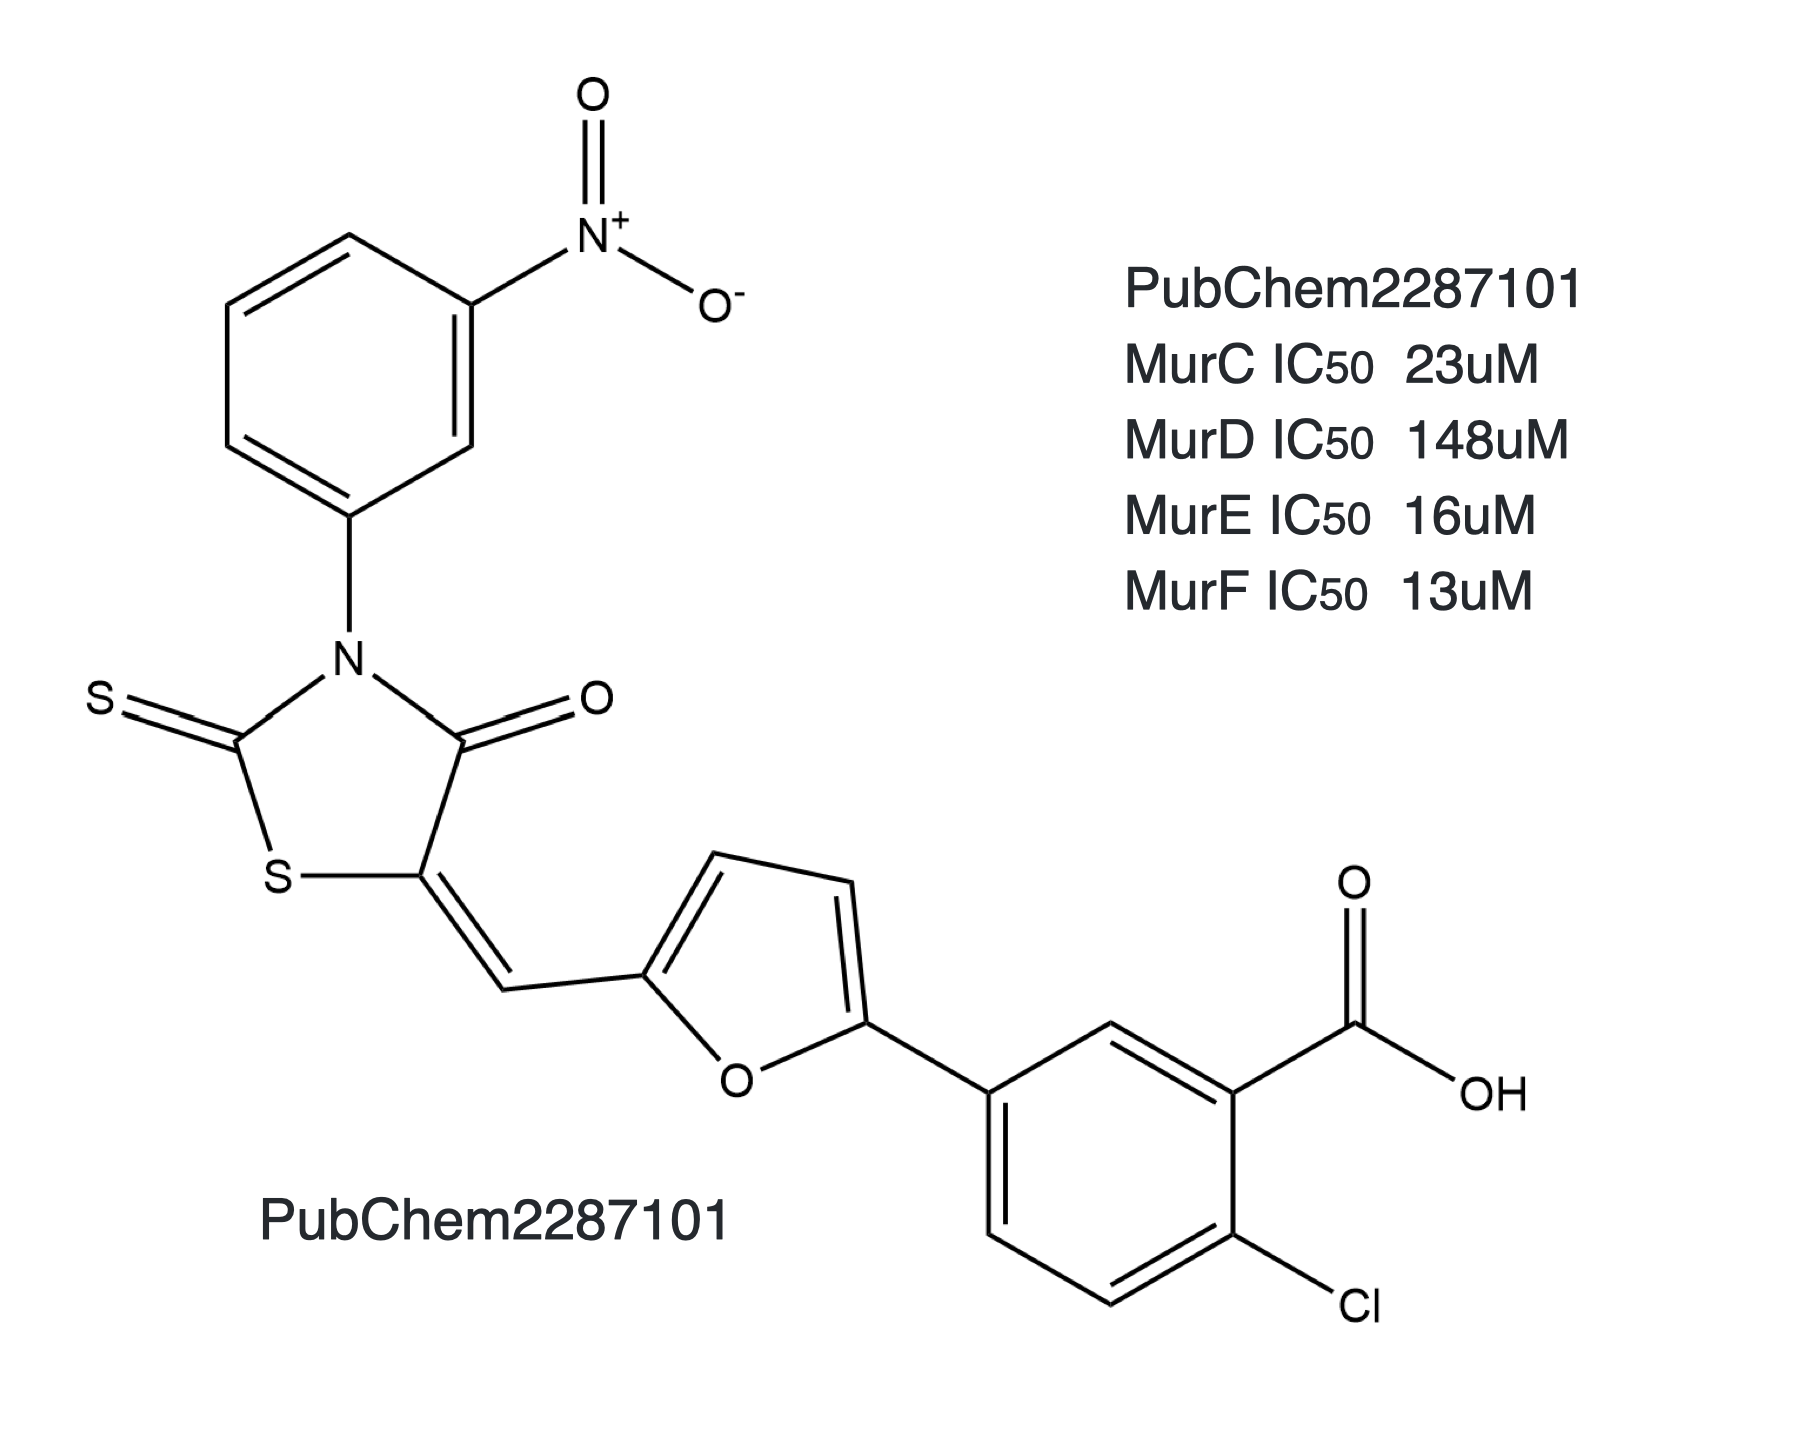 O
N+
O-
PubChem2287101
MurC IC50 23uM
MurD IC50 148uM
MurE IC50 16uM
MurF IC50 13uM
N
S
O
S
O
O
OH
PubChem2287101
Cl